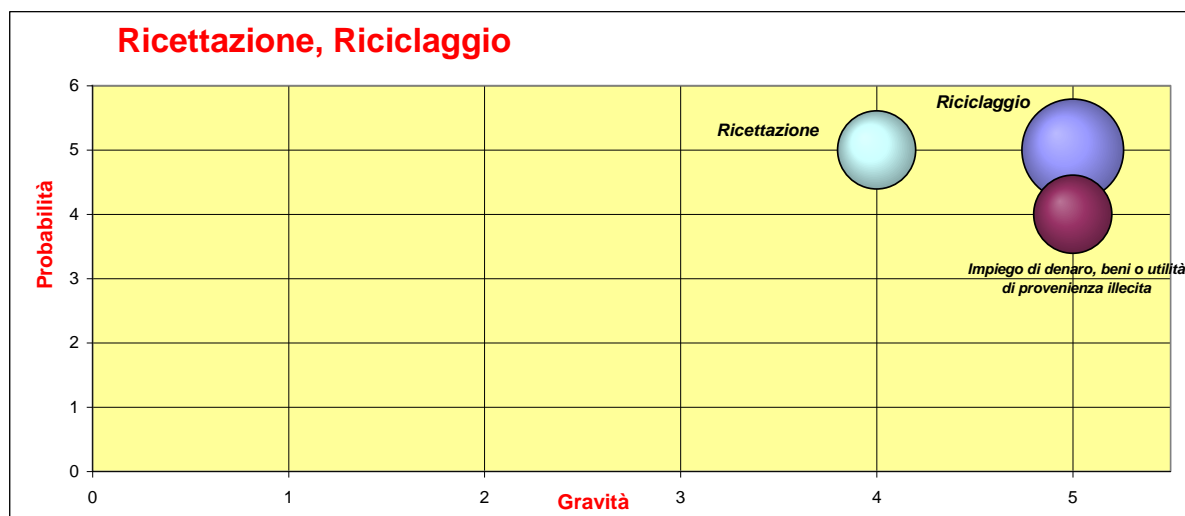 Ricettazione, Riciclaggio
6
5
4
3
2
1
0
Probabilità
Riciclaggio
Ricettazione
Impiego di denaro, beni o utilità
di provenienza illecita
0
1
2
3
4
5
Gravità